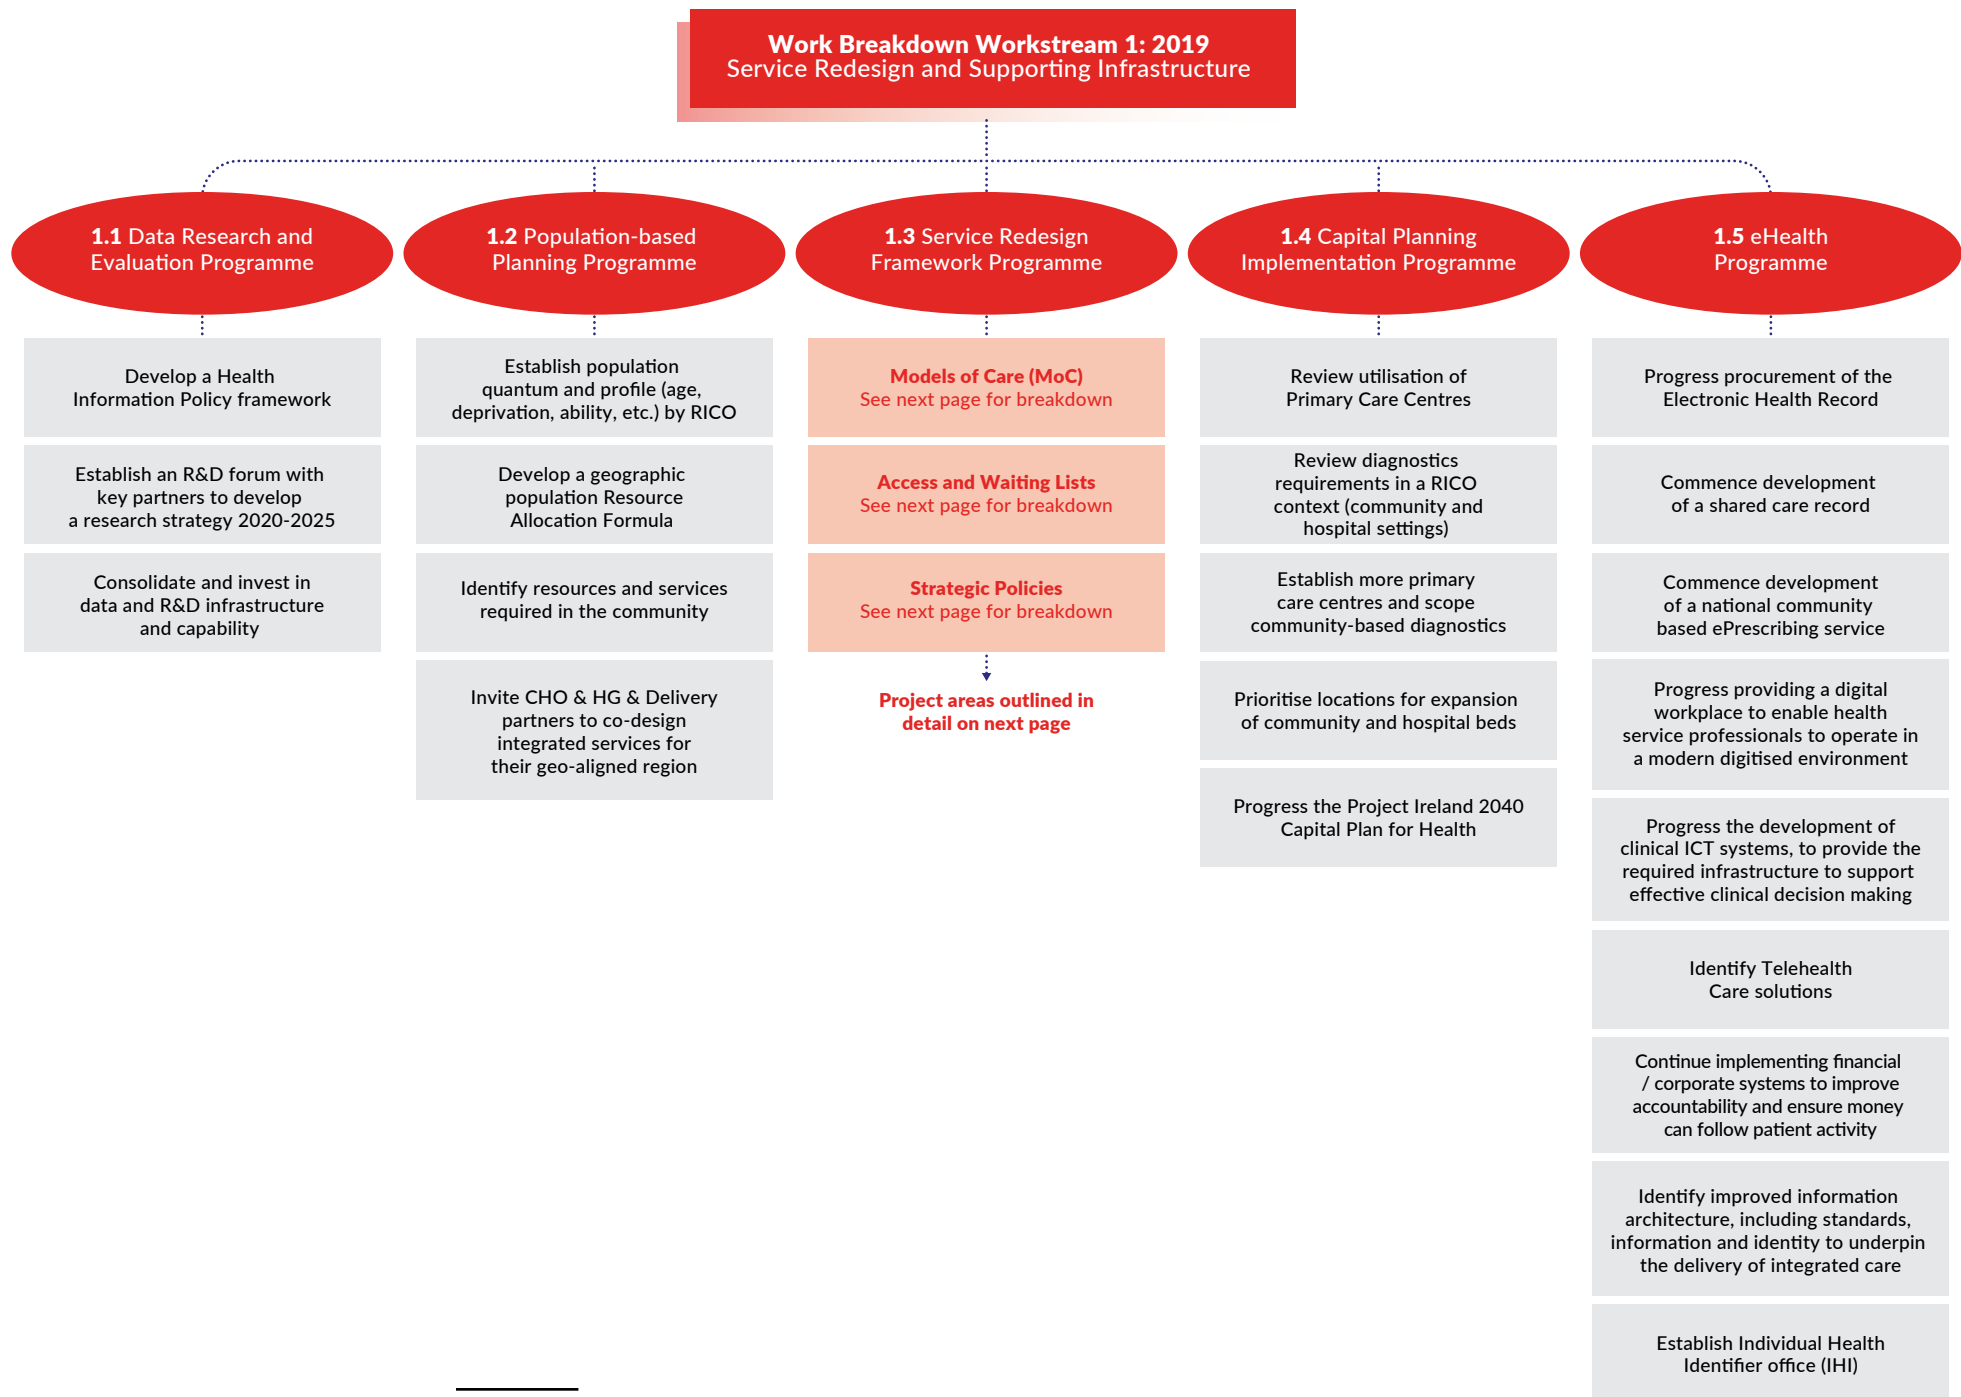 Work Breakdown Workstream 1: 2019
Service Redesign and Supporting Infrastructure
1.1 Data Research and
Evaluation Programme
Develop a Health
Information Policy framework
Establish an R&D forum with
key partners to develop
a research strategy 2020-2025
Consolidate and invest in
data and R&D infrastructure
and capability
1.2 Population-based
Planning Programme
Establish population
quantum and profile (age,
deprivation, ability, etc.) by RICO
Develop a geographic
population Resource
Allocation Formula
Identify resources and services
required in the community
Invite CHO & HG & Delivery
partners to co-design
integrated services for
their geo-aligned region
1.3 Service Redesign
Framework Programme
Models of Care (MoC)
See next page for breakdown
Access and Waiting Lists
See next page for breakdown
Strategic Policies
See next page for breakdown
Project areas outlined in
detail on next page
1.4 Capital Planning
Implementation Programme
Review utilisation of
Primary Care Centres
Review diagnostics
requirements in a RICO
context (community and
hospital settings)
Establish more primary
care centres and scope
community-based diagnostics
Prioritise locations for expansion
of community and hospital beds
Progress the Project Ireland 2040
Capital Plan for Health
1.5 eHealth
Programme
Progress procurement of the
Electronic Health Record
Commence development
of a shared care record
Commence development
of a national community
based ePrescribing service
Progress providing a digital
workplace to enable health
service professionals to operate in
a modern digitised environment
Progress the development of
clinical ICT systems, to provide the
required infrastructure to support
effective clinical decision making
Identify Telehealth
Care solutions
Continue implementing financial
/ corporate systems to improve
accountability and ensure money
can follow patient activity
Identify improved information
architecture, including standards,
information and identity to underpin
the delivery of integrated care
Establish Individual Health
Identifier office (IHI)